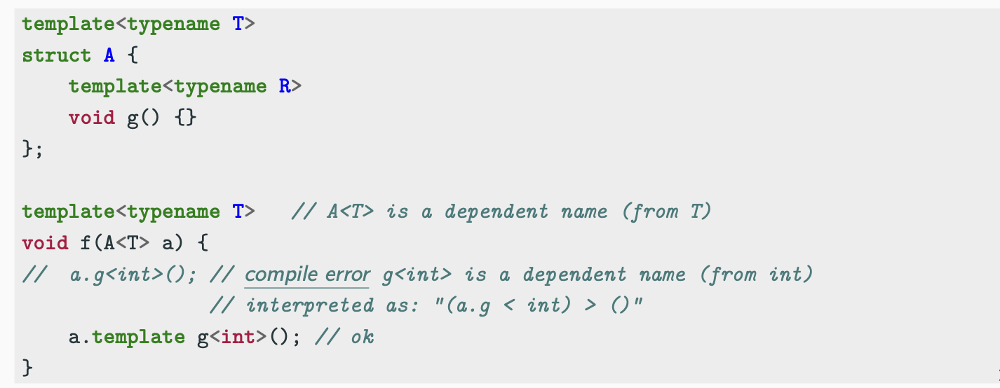 template<typename T>
struct A {
    template<typename R>
    void g() {}
};

template<typename T>   // A<T> is a dependent name (from T)
void f(A<T> a) {
//  a.g<int>(); // compile error g<int> is a dependent name (from int)
                // interpreted as: "(a.g < int) > ()"
    a.template g<int>(); // ok
}